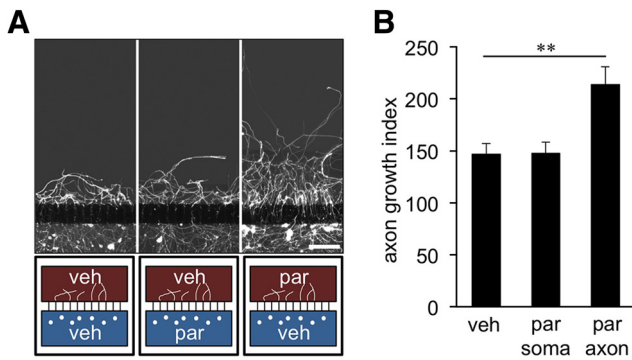 A
veh
veh
veh
par
par
veh
B
axon growth index
250
200
150
100
50
0
**
veh
par
soma
par
axon